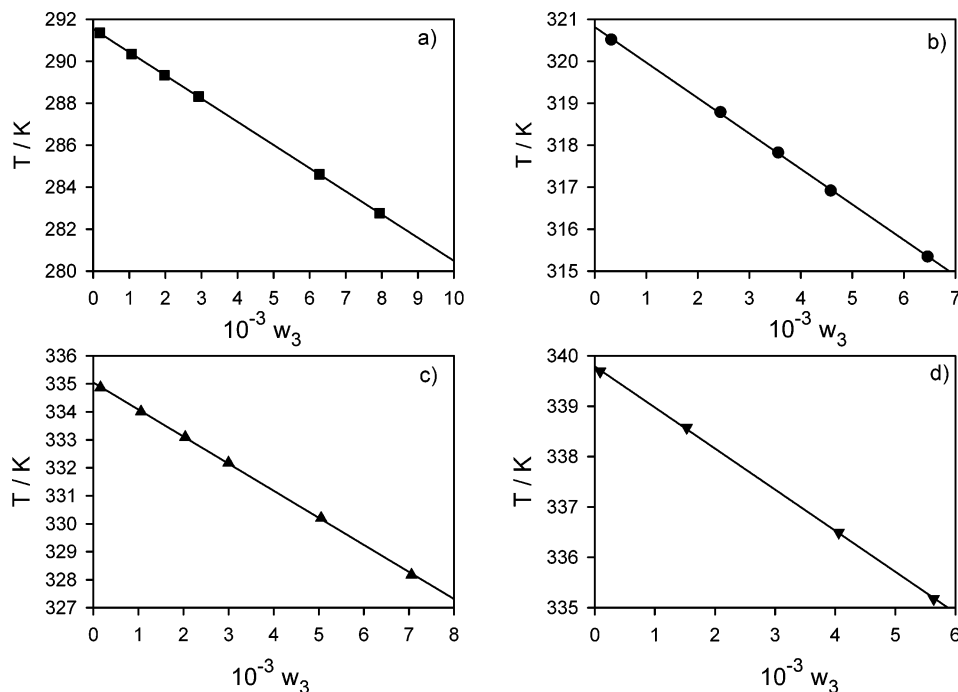 a)
292
290
288
286
284
282
280
T / K
0 1 2 3 4 5 6 7 8 9 10
10⁻³ w₃
b)
321
320
319
318
317
316
315
T / K
0 1 2 3 4 5 6 7
10⁻³ w₃
c)
336
335
334
333
332
331
330
329
328
327
T / K
0 1 2 3 4 5 6 7 8
10⁻³ w₃
d)
340
339
338
337
336
335
T / K
0 1 2 3 4 5 6
10⁻³ w₃